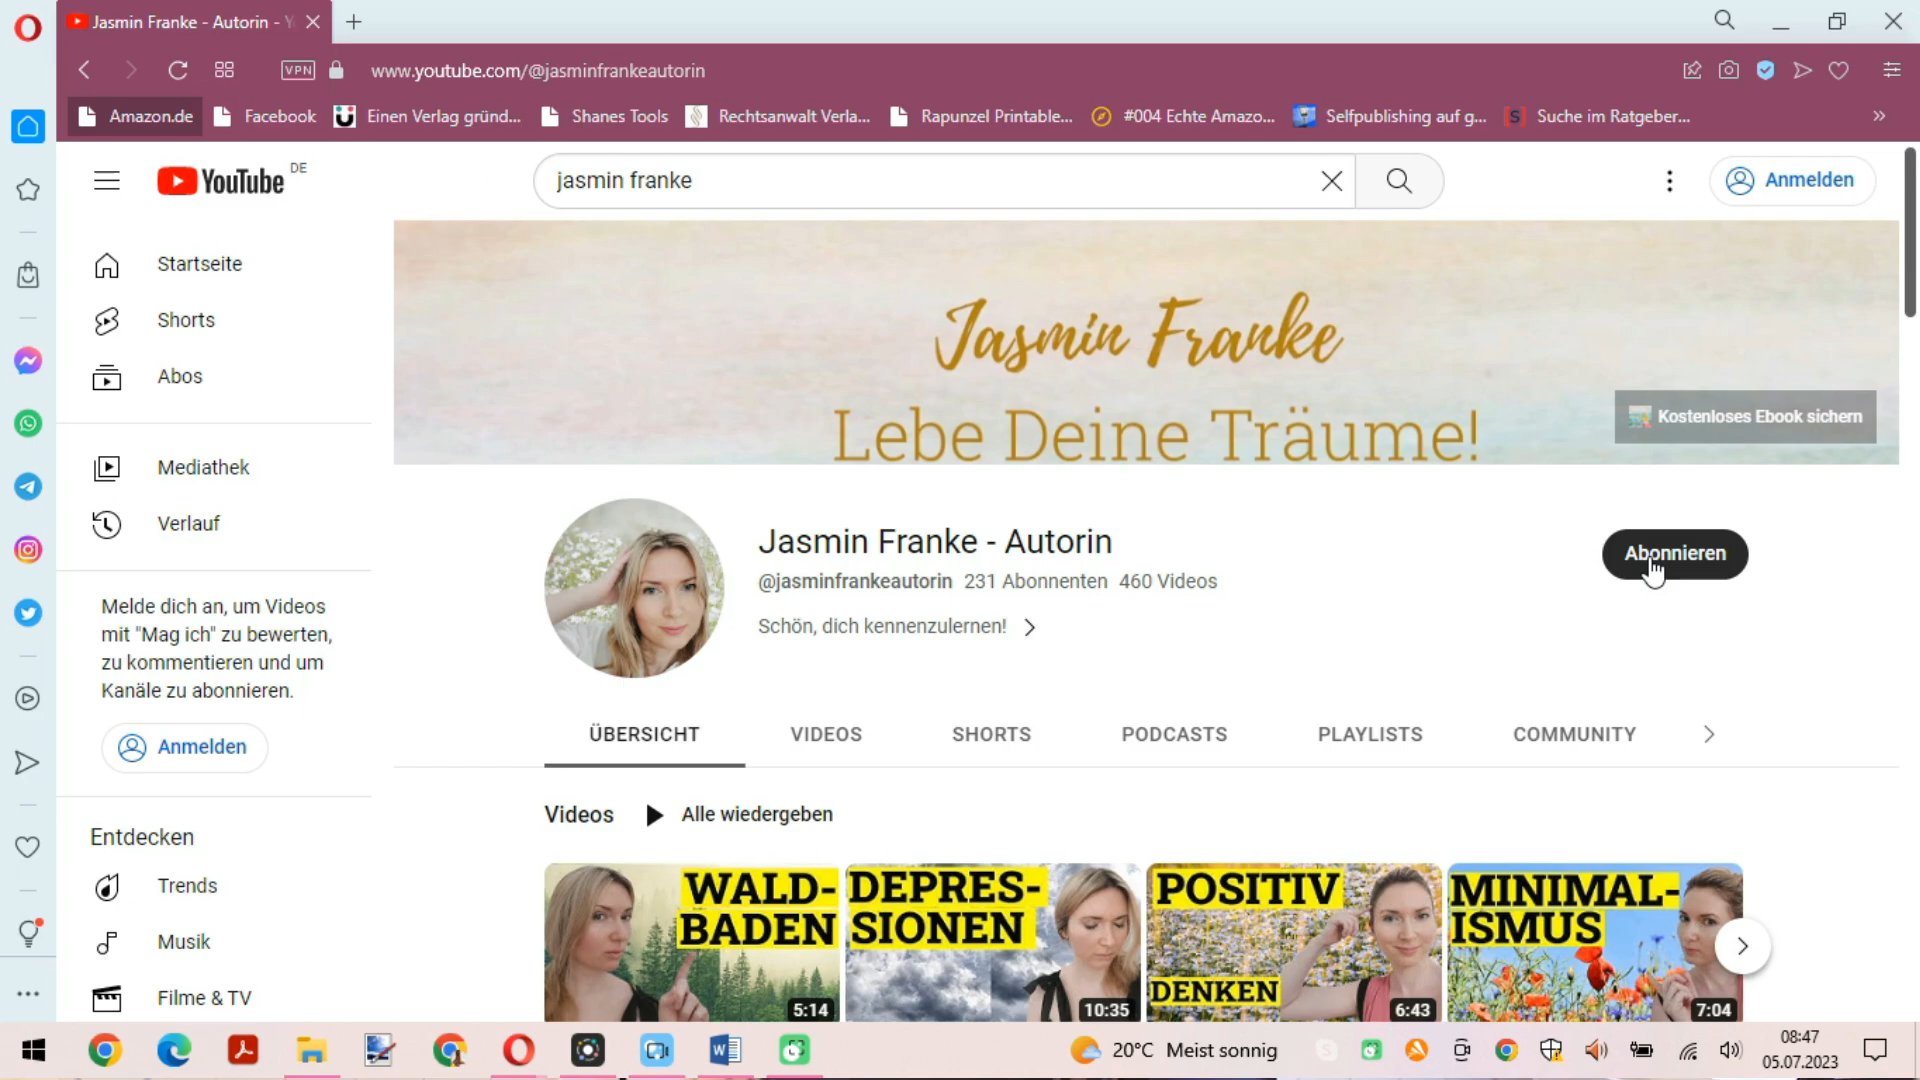 Jasmin Franke - Autorin - Y
VPN
www.youtube.com/@jasminfrankeautorin
Amazon.de
Facebook
Einen Verlag gründ...
Shanes Tools
Rechtsanwalt Verla...
Rapunzel Printable...
#004 Echte Amazo...
Selfpublishing auf g...
S
Suche im Ratgeber...
YouTube DE
jasmin franke
Anmelden
Startseite
Shorts
Abos
Mediathek
Verlauf
Melde dich an, um Videos
mit "Mag ich" zu bewerten,
zu kommentieren und um
Kanäle zu abonnieren.
Anmelden
Entdecken
Trends
Musik
Filme & TV
Jasmin Franke
Lebe Deine Träume!
Kostenloses Ebook sichern
Jasmin Franke - Autorin
@jasminfrankeautorin 231 Abonnenten 460 Videos
Schön, dich kennenzulernen!
Abonnieren
ÜBERSICHT
VIDEOS
SHORTS
PODCASTS
PLAYLISTS
COMMUNITY
Videos
Alle wiedergeben
WALD-
BADEN
5:14
DEPRES-
SIONEN
10:35
POSITIV
DENKEN
6:43
MINIMAL-
ISMUS
7:04
20°C Meist sonnig
08:47
05.07.2023